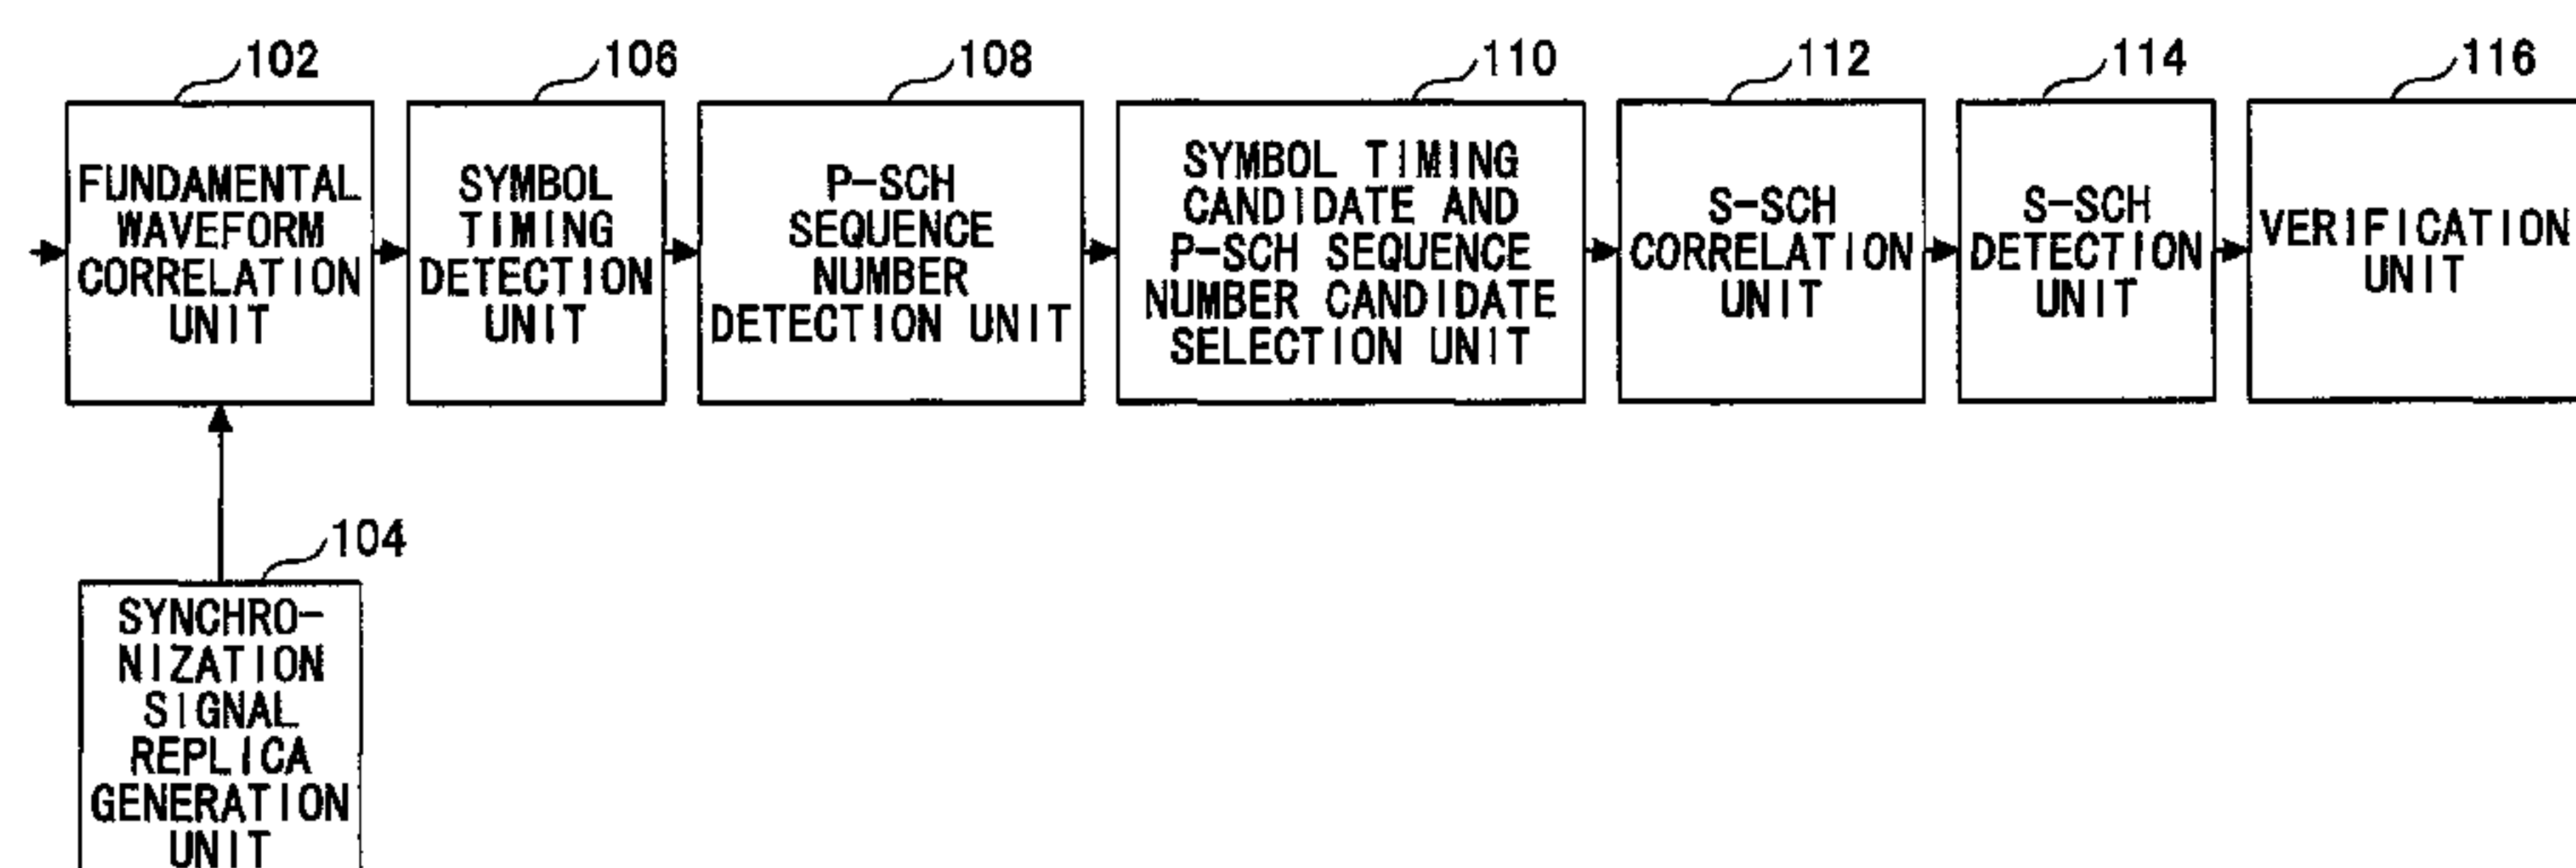 102
106
108
110
112
114
116
FUNDAMENTAL
WAVEFORM
CORRELATION
UNIT
SYMBOL
TIMING
DETECTION
UNIT
P-SCH
SEQUENCE
NUMBER
DETECTION UNIT
SYMBOL TIMING
CANDIDATE AND
P-SCH SEQUENCE
NUMBER CANDIDATE
SELECTION UNIT
S-SCH
CORRELATION
UNIT
S-SCH
DETECTION
UNIT
VERIFICATION
UNIT
104
SYNCHRO-
NIZATION
SIGNAL
REPLICA
GENERATION
UNIT